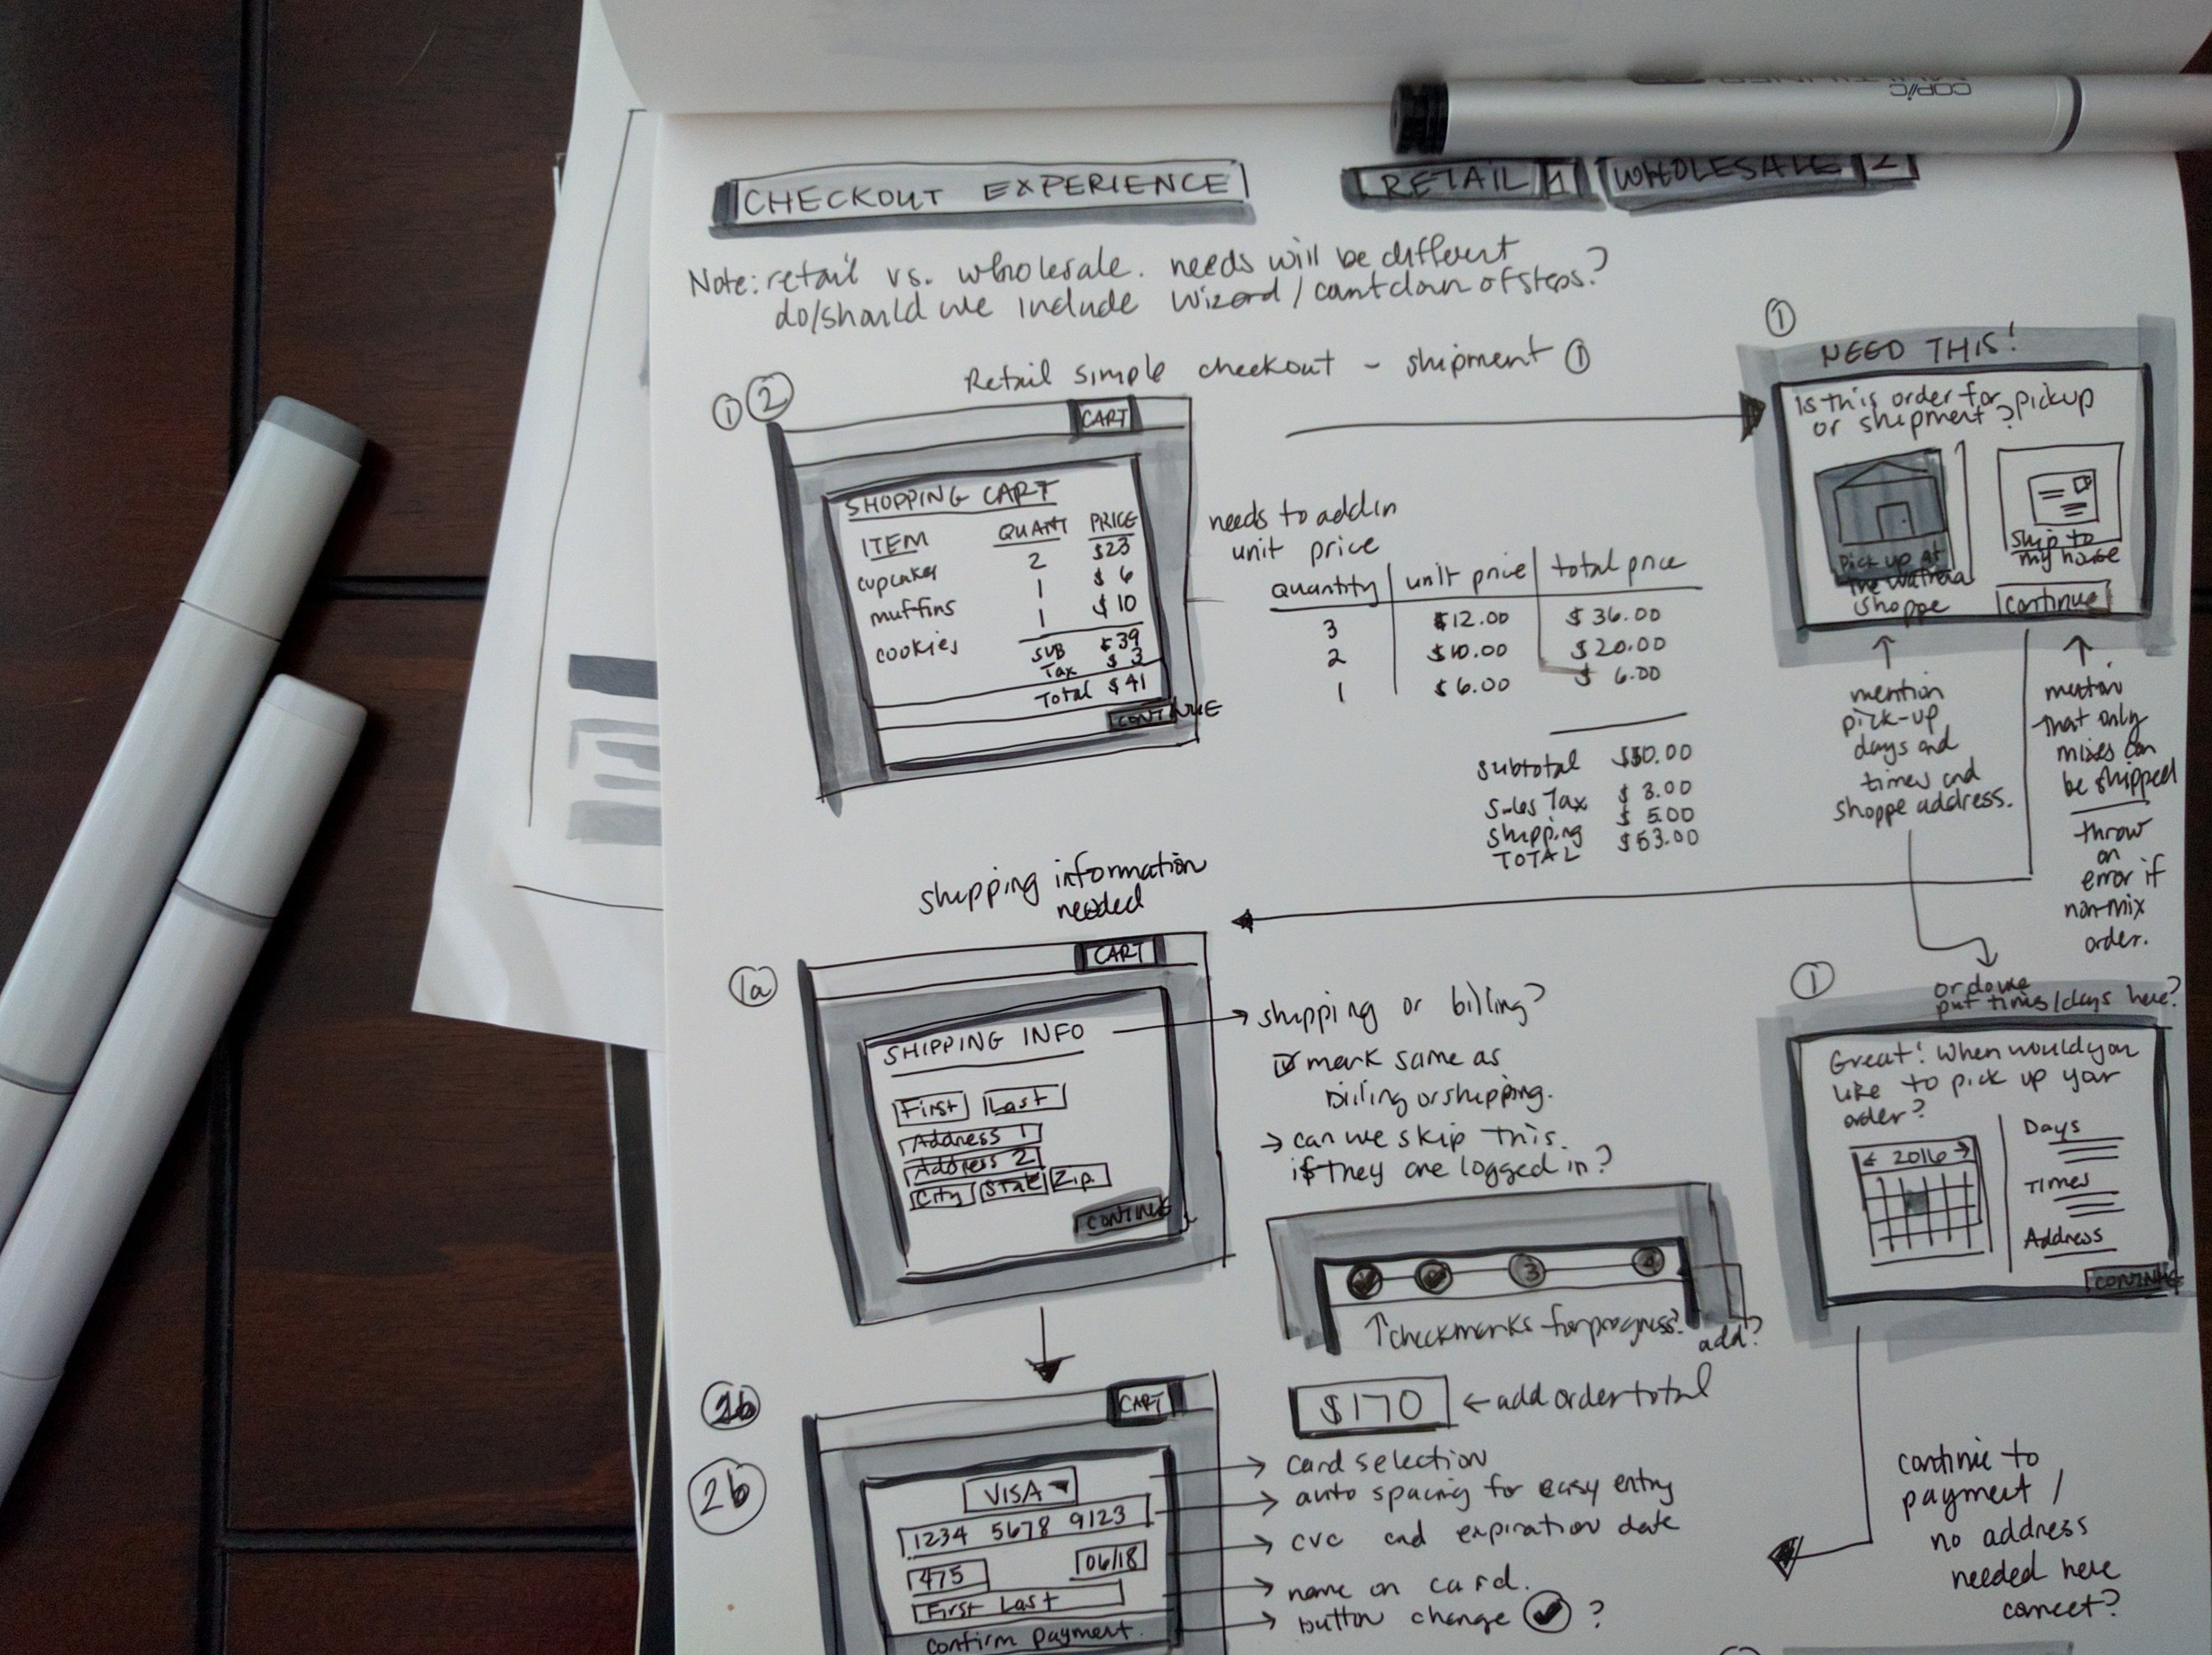 COPIC
MULTILINER
CHECKOUT EXPERIENCE
RETAIL 1
WHOLESALE 2
Note: retail vs. wholesale. needs will be different
do/should we include wizard / countdown of steps?
Retail simple checkout - shipment ①
① ②
CART
SHOPPING CART
ITEM QUANT PRICE
cupcakes 2 $23
muffins 1 $6
cookies 1 $10
SUB $39
Tax $3
Total $41
CONTINUE
needs to add in
unit price
quantity unit price total price
3 $12.00 $36.00
2 $10.00 $20.00
1 $6.00 $6.00
subtotal $50.00
Sales Tax $3.00
Shipping $5.00
TOTAL $53.00
①
NEED THIS!
Is this order for pickup
or shipment?
Pick up at
the
shoppe
Ship to
my house
Continue
mention
pick-up
days and
times and
shoppe address.
mention
that only
mixes can
be shipped
throw
an
error if
non-mix
order.
shipping information
needed
1a
CART
SHIPPING INFO
First Last
Address 1
Address 2
City State Zip
CONTINUE
→ shipping or billing?
mark same as
billing or shipping.
→ can we skip this
if they are logged in?
3 4
↑ checkmarks for progress?
add?
①
or do we
put times/days here?
Great! When would you
like to pick up your
order?
← 2016 →
Days
Times
Address
CONTINUE
2b
CART
$170 ← add order total
2b
VISA
1234 5678 9123
475 06/18
First Last
Confirm payment.
→ card selection
→ auto spacing for easy entry
→ cvc and expiration date
→ name on card.
→ button change ✓ ?
continue to
payment /
no address
needed here
correct?